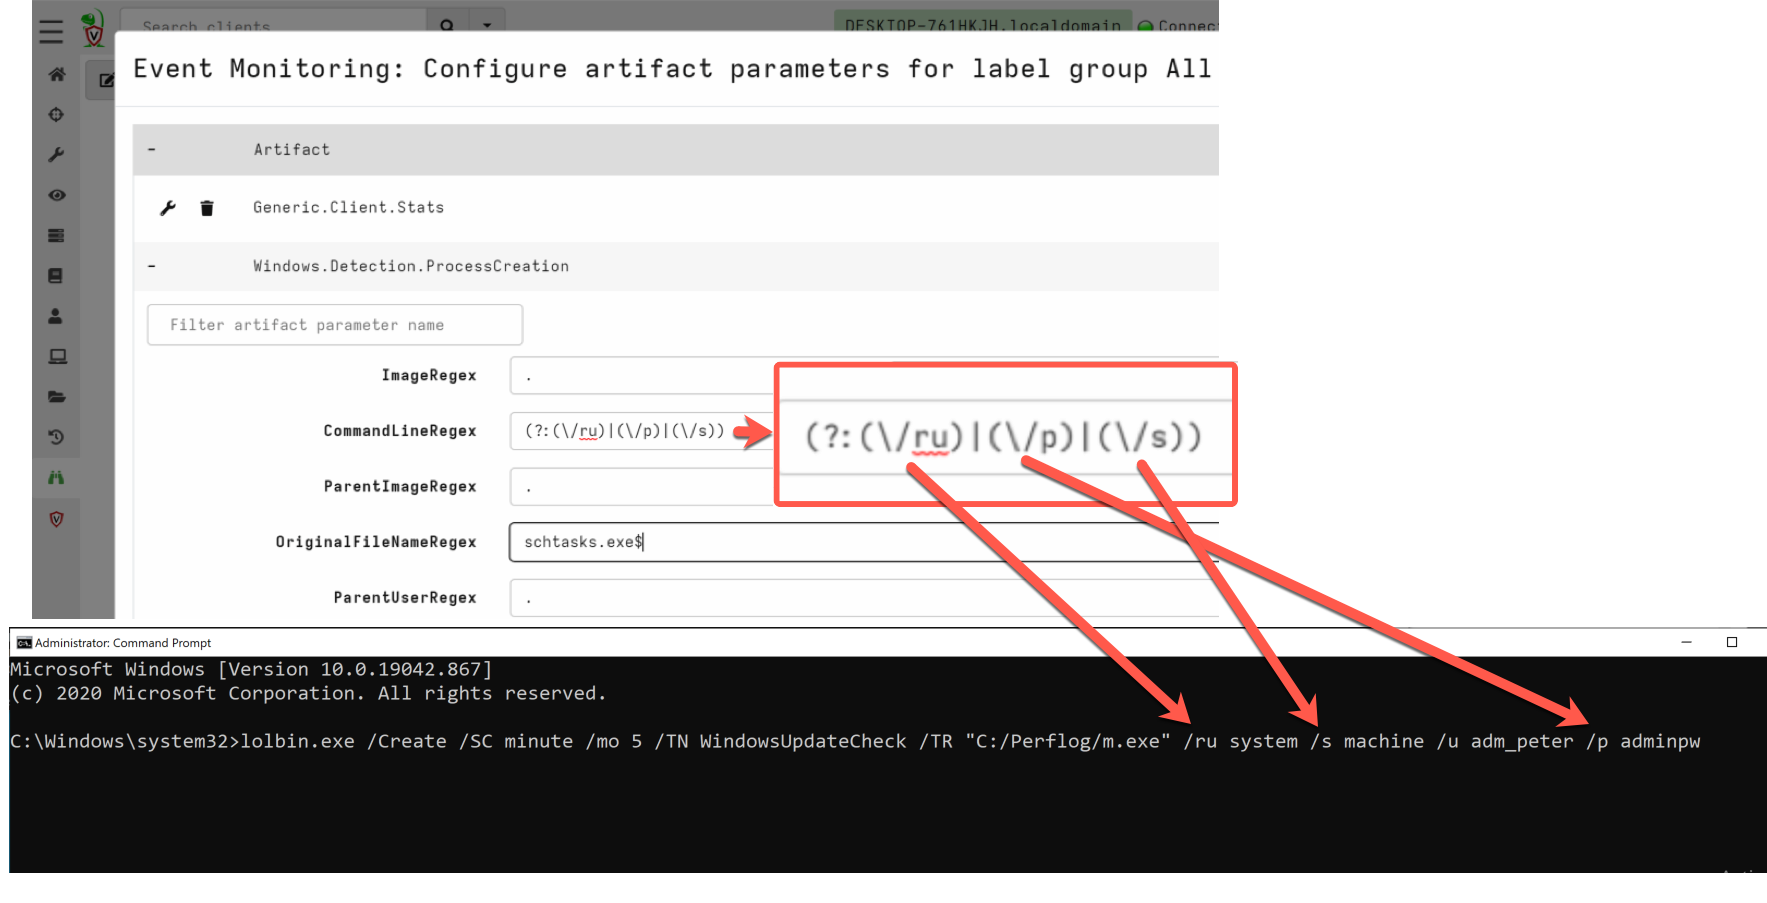 Search clients
DESKTOP-761HKJH.localdomain Connec
Event Monitoring: Configure artifact parameters for label group All
- Artifact
Generic.Client.Stats
- Windows.Detection.ProcessCreation
Filter artifact parameter name
ImageRegex .
CommandLineRegex (?:(\/ru)|(\/p)|(\/s))
(?:(\/ru)|(\/p)|(\/s))
ParentImageRegex .
OriginalFileNameRegex schtasks.exe$
ParentUserRegex .
Administrator: Command Prompt
Microsoft Windows [Version 10.0.19042.867]
(c) 2020 Microsoft Corporation. All rights reserved.
C:\Windows\system32>lolbin.exe /Create /SC minute /mo 5 /TN WindowsUpdateCheck /TR "C:/Perflog/m.exe" /ru system /s machine /u adm_peter /p adminpw